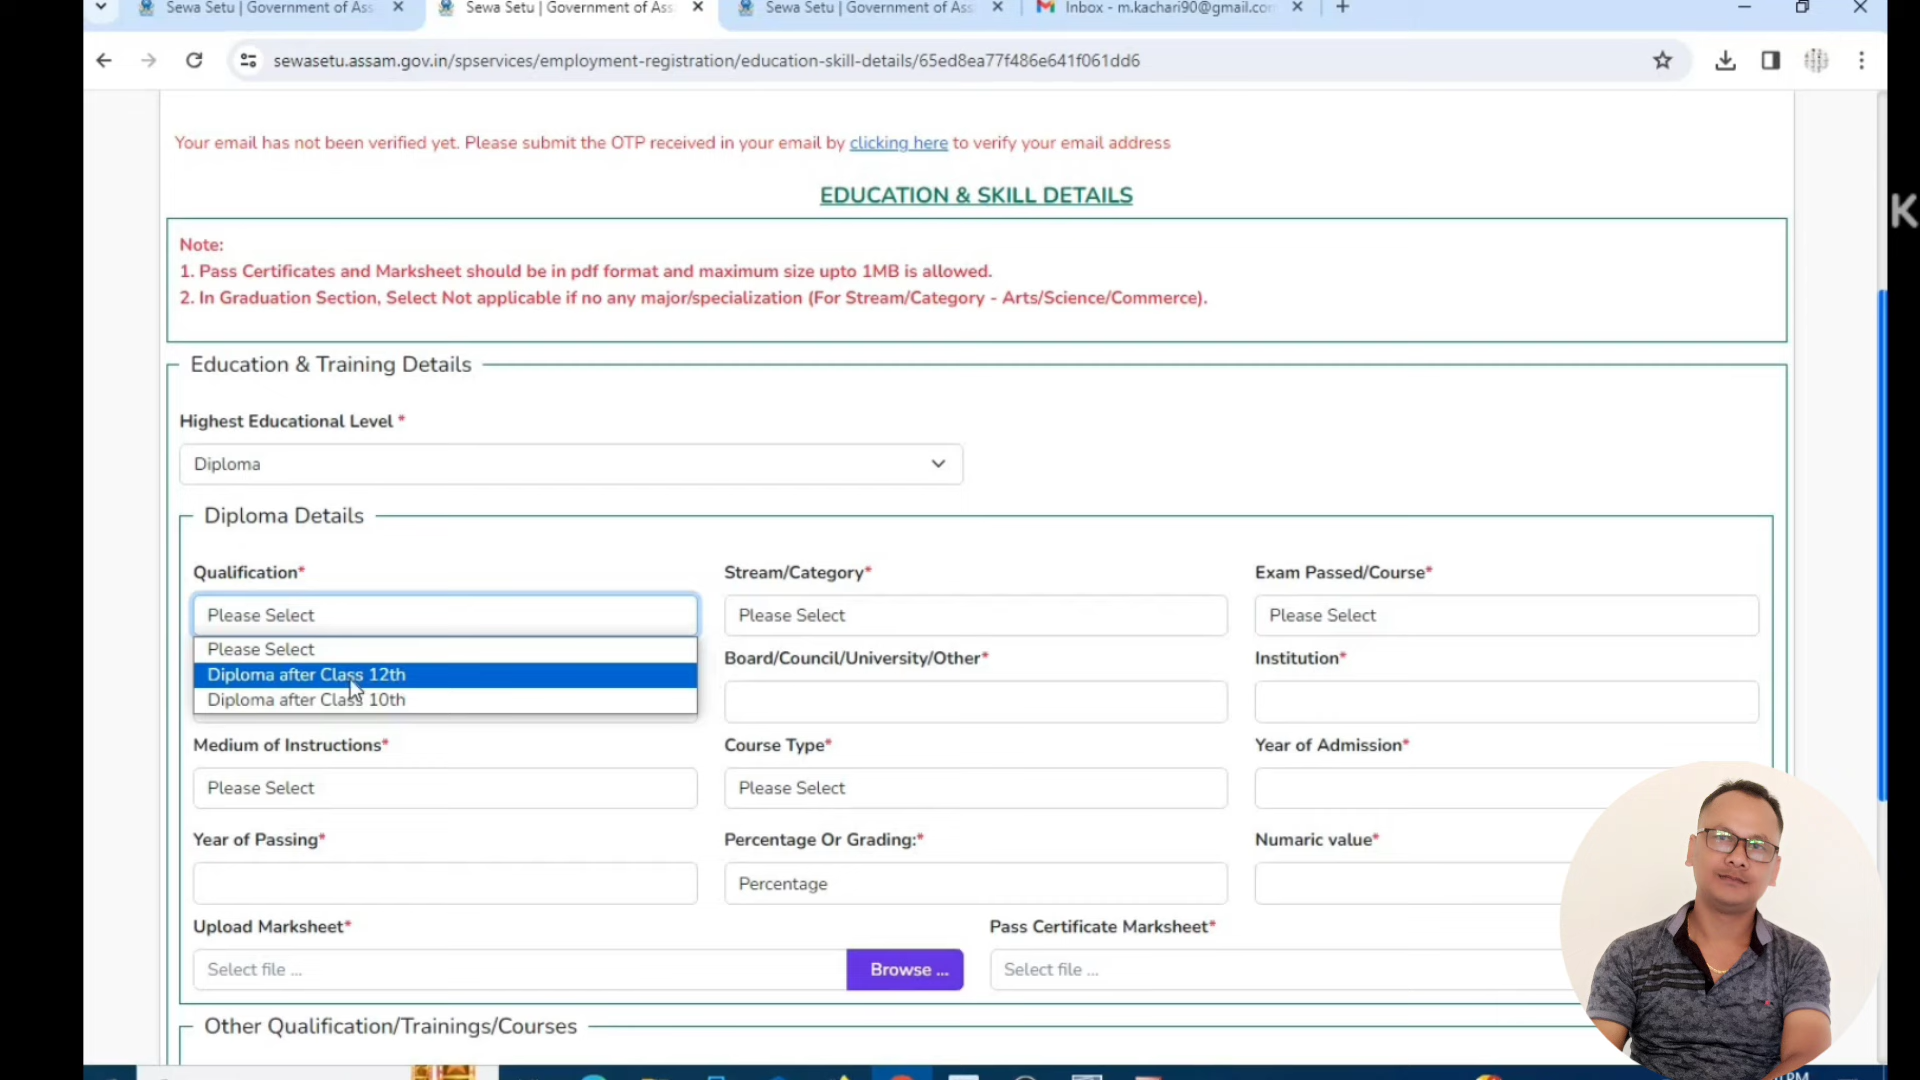 Sewa Setu | Government of Ass
Sewa Setu | Government of Ass
Sewa Setu | Government of Ass
Inbox - m.kachari90@gmail.com
sewasetu.assam.gov.in/spservices/employment-registration/education-skill-details/65ed8ea77f486e641f061dd6
K
Your email has not been verified yet. Please submit the OTP received in your email by clicking here to verify your email address
EDUCATION & SKILL DETAILS
Note:
1. Pass Certificates and Marksheet should be in pdf format and maximum size upto 1MB is allowed.
2. In Graduation Section, Select Not applicable if no any major/specialization (For Stream/Category - Arts/Science/Commerce).
Education & Training Details
Highest Educational Level *
Diploma
Diploma Details
Qualification* Stream/Category* Exam Passed/Course*
Please Select Please Select Please Select
Please Select
Diploma after Class 12th
Diploma after Class 10th
Board/Council/University/Other* Institution*
Medium of Instructions* Course Type* Year of Admission*
Please Select Please Select
Year of Passing* Percentage Or Grading:* Numaric value*
Percentage
Upload Marksheet* Pass Certificate Marksheet*
Select file ... Browse ... Select file ...
Other Qualification/Trainings/Courses
PM